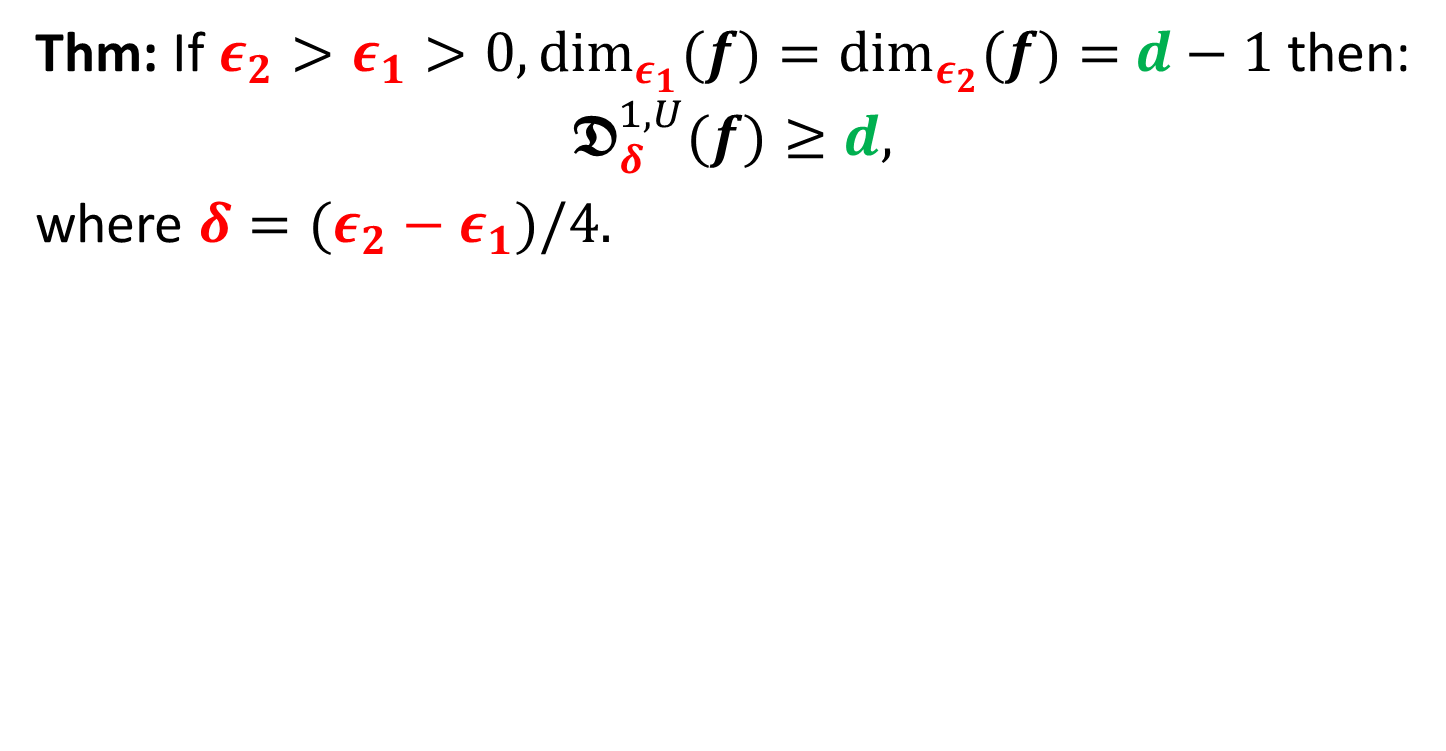 Thm: If ϵ₂ > ϵ₁ > 0, dim_ϵ₁(f) = dim_ϵ₂(f) = d − 1 then:
𝕯_δ^{1,U}(f) ≥ d,
where δ = (ϵ₂ − ϵ₁)/4.